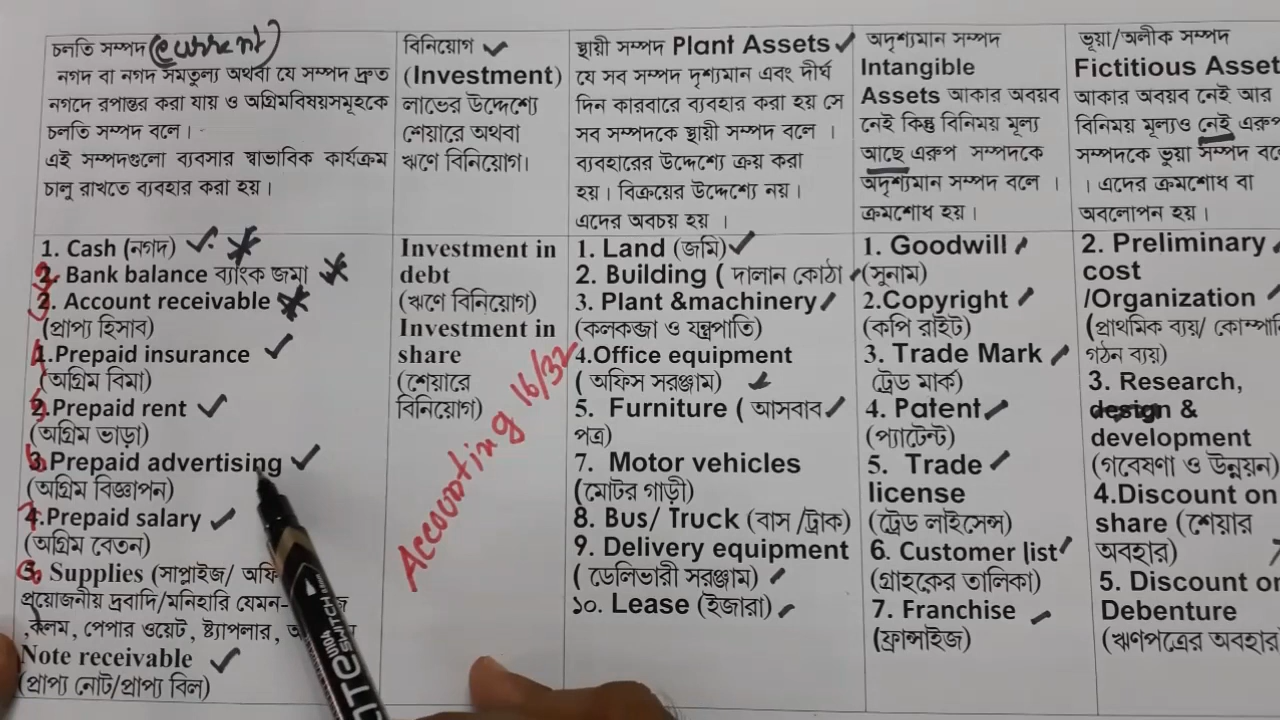 চলতি সম্পদ (current)
নগদ বা নগদ সমতুল্য অথবা যে সম্পদ দ্রুত
নগদে রপান্তর করা যায় ও অগ্রিমবিষয়সমূহকে
চলতি সম্পদ বলে।
এই সম্পদগুলো ব্যবসার স্বাভাবিক কার্যক্রম
চালু রাখতে ব্যবহার করা হয়।
1. Cash (নগদ)
2. Bank balance ব্যাংক জমা
3. Account receivable
(প্রাপ্য হিসাব)
1.Prepaid insurance
(অগ্রিম বিমা)
2.Prepaid rent
(অগ্রিম ভাড়া)
3.Prepaid advertising
(অগ্রিম বিজ্ঞাপন)
4.Prepaid salary
(অগ্রিম বেতন)
5. Supplies (সাপ্লাইজ/
প্রয়োজনীয় দ্রবাদি/মনিহারি যেমন-
,কলম, পেপার ওয়েট, ষ্ট্যাপলার,
Note receivable
(প্রাপ্য নোট/প্রাপ্য বিল)
বিনিয়োগ
(Investment)
লাভের উদ্দেশ্যে
শেয়ারে অথবা
ঋণে বিনিয়োগ।
Investment in
debt
(ঋণে বিনিয়োগ)
Investment in
share
(শেয়ারে
বিনিয়োগ)
Accounting 16/32
স্থায়ী সম্পদ Plant Assets
যে সব সম্পদ দৃশ্যমান এবং দীর্ঘ
দিন কারবারে ব্যবহার করা হয় সে
সব সম্পদকে স্থায়ী সম্পদ বলে ।
ব্যবহারের উদ্দেশ্যে ক্রয় করা
হয়। বিক্রয়ের উদ্দেশ্যে নয়।
এদের অবচয় হয় ।
1. Land (জমি)
2. Building ( দালান কোঠা
3. Plant &machinery
(কলকব্জা ও যন্ত্রপাতি)
4.Office equipment
( অফিস সরঞ্জাম)
5. Furniture ( আসবাব
পত্র)
7. Motor vehicles
(মোটর গাড়ী)
8. Bus/ Truck (বাস /ট্রাক)
9. Delivery equipment
( ডেলিভারী সরঞ্জাম)
১০. Lease (ইজারা)
অদৃশ্যমান সম্পদ
Intangible
Assets আকার অবয়ব
নেই কিন্তু বিনিময় মূল্য
আছে এরুপ সম্পদকে
অদৃশ্যমান সম্পদ বলে ।
ক্রমশোধ হয়।
1. Goodwill
(সুনাম)
2.Copyright
(কপি রাইট)
3. Trade Mark
(ট্রেড মার্ক)
4. Patent
(প্যাটেন্ট)
5. Trade
license
(ট্রেড লাইসেন্স)
6. Customer list
(গ্রাহকের তালিকা)
7. Franchise
(ফ্রান্সাইজ)
ভূয়া/অলীক সম্পদ
Fictitious Asset
আকার অবয়ব নেই আর
বিনিময় মূল্যও নেই এরুপ
সম্পদকে ভূয়া সম্পদ বলে
। এদের ক্রমশোধ বা
অবলোপন হয়।
2. Preliminary
cost
/Organization
(প্রাথমিক ব্যয়/ কোম্পানি
গঠন ব্যয়)
3. Research,
design &
development
(গবেষণা ও উন্নয়ন)
4.Discount on
share (শেয়ার
অবহার)
5. Discount on
Debenture
(ঋণপত্রের অবহার)